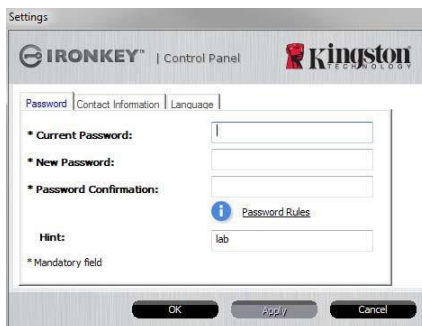 Settings
IRONKEY™ | Control Panel Kingston
TECHNOLOGY
Password Contact Information Language
* Current Password:
* New Password:
* Password Confirmation:
i Password Rules
Hint: lab
* Mandatory field
OK Apply Cancel